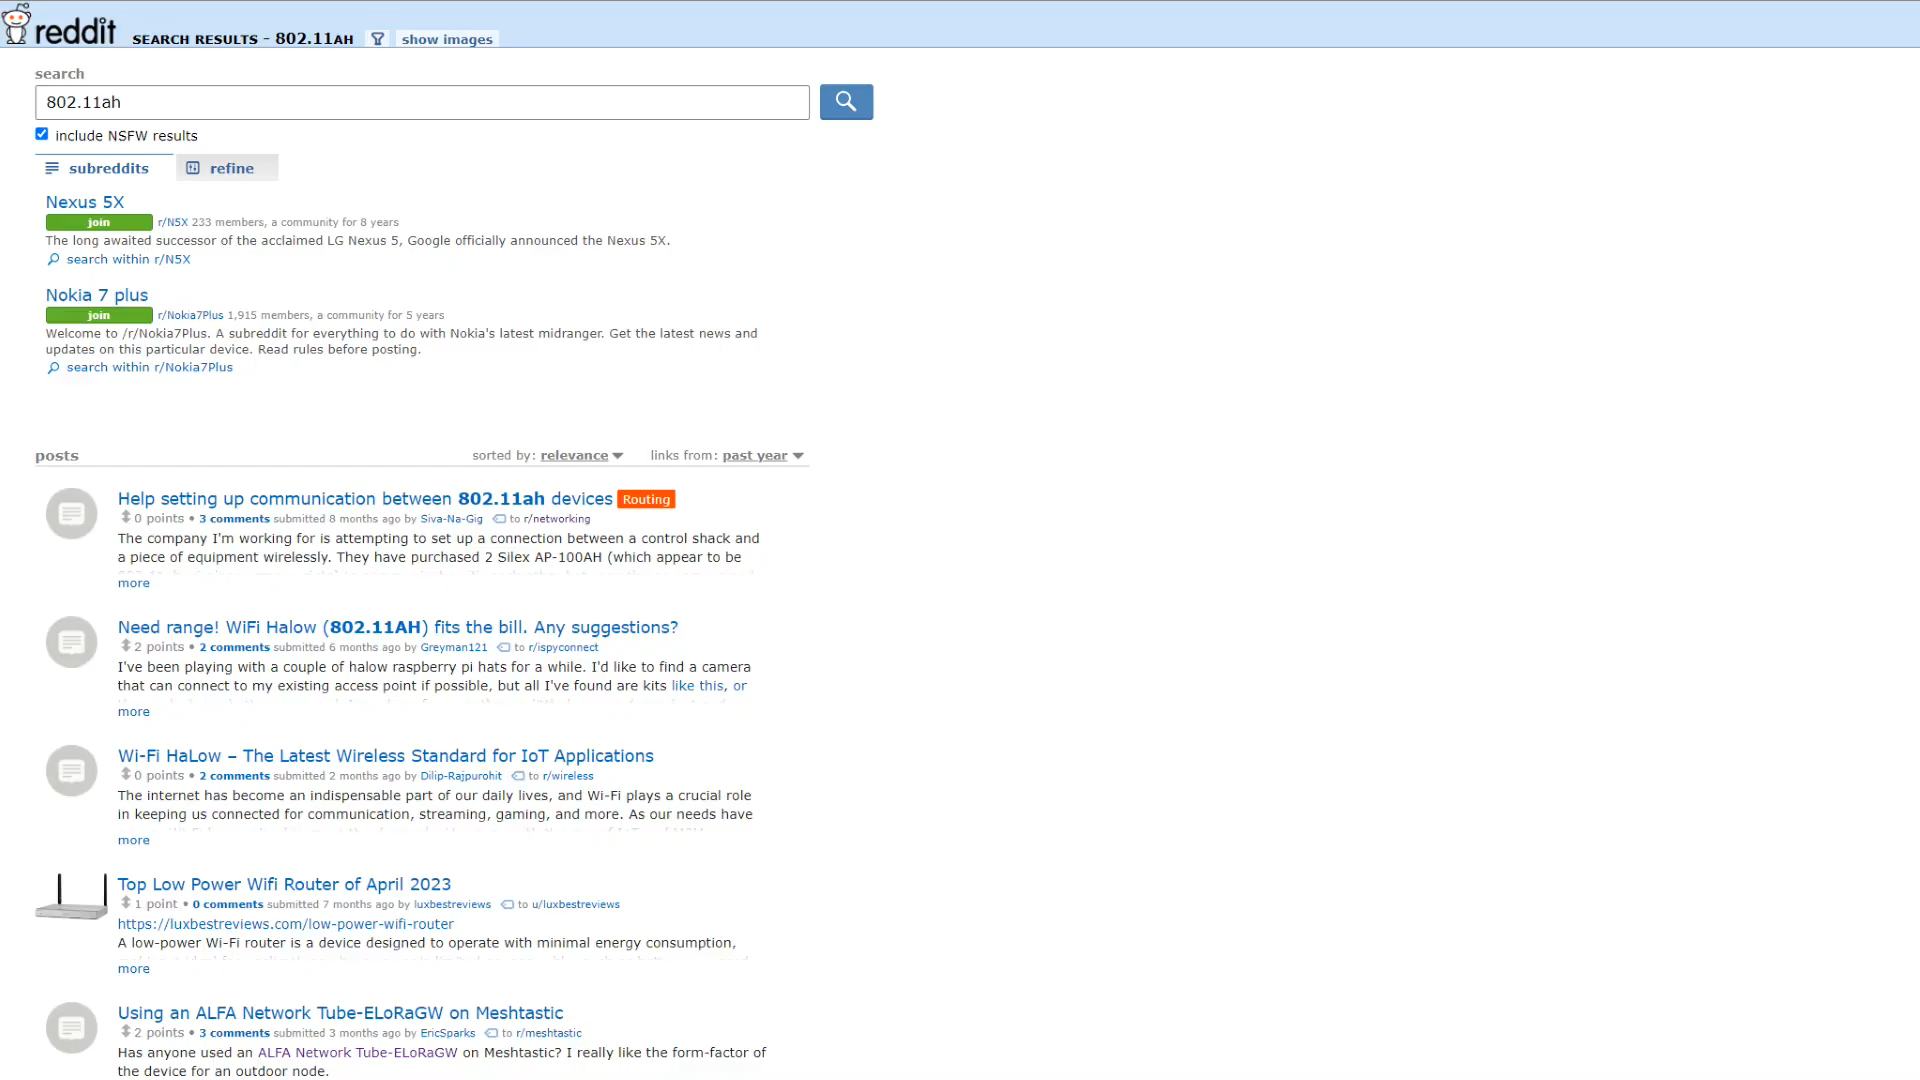 reddit SEARCH RESULTS - 802.11AH show images
search
802.11ah
include NSFW results
subreddits refine
Nexus 5X
join r/N5X 233 members, a community for 8 years
The long awaited successor of the acclaimed LG Nexus 5, Google officially announced the Nexus 5X.
search within r/N5X
Nokia 7 plus
join r/Nokia7Plus 1,915 members, a community for 5 years
Welcome to /r/Nokia7Plus. A subreddit for everything to do with Nokia's latest midranger. Get the latest news and
updates on this particular device. Read rules before posting.
search within r/Nokia7Plus
posts sorted by: relevance links from: past year
Help setting up communication between 802.11ah devices Routing
0 points • 3 comments submitted 8 months ago by Siva-Na-Gig to r/networking
The company I'm working for is attempting to set up a connection between a control shack and
a piece of equipment wirelessly. They have purchased 2 Silex AP-100AH (which appear to be
more
Need range! WiFi Halow (802.11AH) fits the bill. Any suggestions?
2 points • 2 comments submitted 6 months ago by Greyman121 to r/ispyconnect
I've been playing with a couple of halow raspberry pi hats for a while. I'd like to find a camera
that can connect to my existing access point if possible, but all I've found are kits like this, or
more
Wi-Fi HaLow – The Latest Wireless Standard for IoT Applications
0 points • 2 comments submitted 2 months ago by Dilip-Rajpurohit to r/wireless
The internet has become an indispensable part of our daily lives, and Wi-Fi plays a crucial role
in keeping us connected for communication, streaming, gaming, and more. As our needs have
more
Top Low Power Wifi Router of April 2023
1 point • 0 comments submitted 7 months ago by luxbestreviews to u/luxbestreviews
https://luxbestreviews.com/low-power-wifi-router
A low-power Wi-Fi router is a device designed to operate with minimal energy consumption,
more
Using an ALFA Network Tube-ELoRaGW on Meshtastic
2 points • 3 comments submitted 3 months ago by EricSparks to r/meshtastic
Has anyone used an ALFA Network Tube-ELoRaGW on Meshtastic? I really like the form-factor of
the device for an outdoor node.